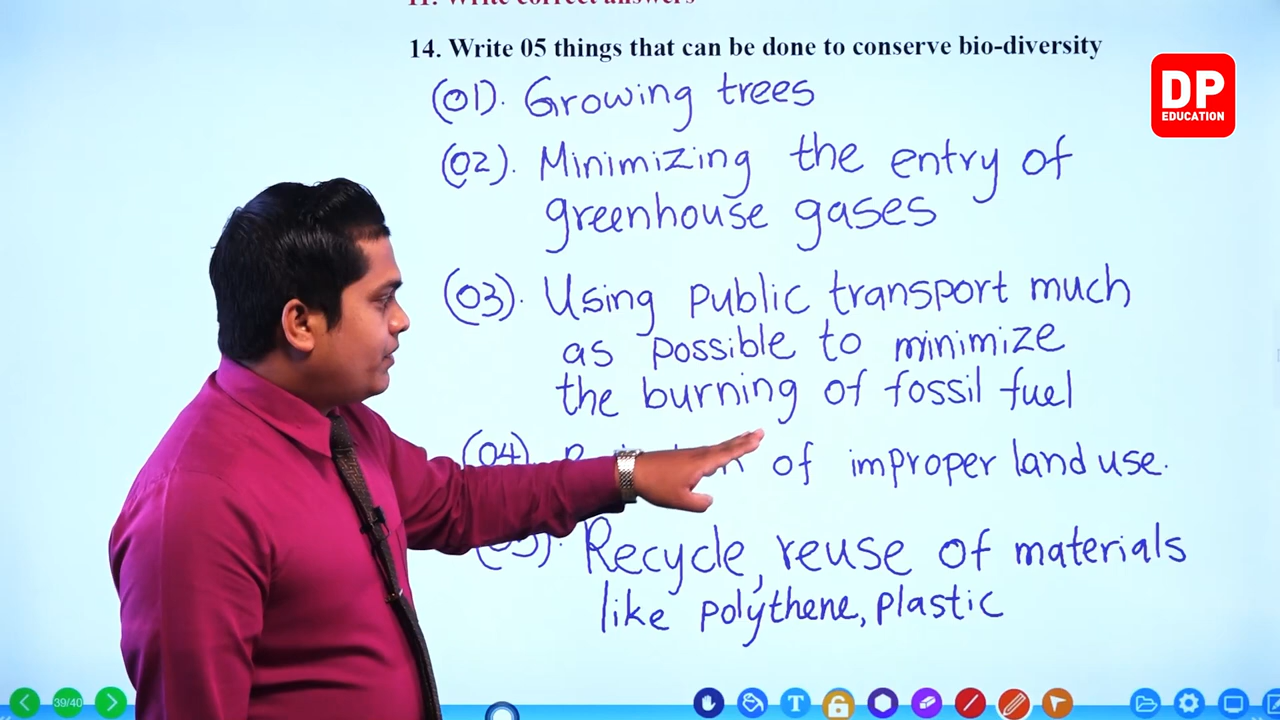 14. Write 05 things that can be done to conserve bio-diversity
DP
EDUCATION
(01). Growing trees
(02). Minimizing the entry of
greenhouse gases
(03). Using public transport much
as possible to minimize
the burning of fossil fuel
(04) of improper land use.
Recycle, reuse of materials
like polythene, plastic
39/40